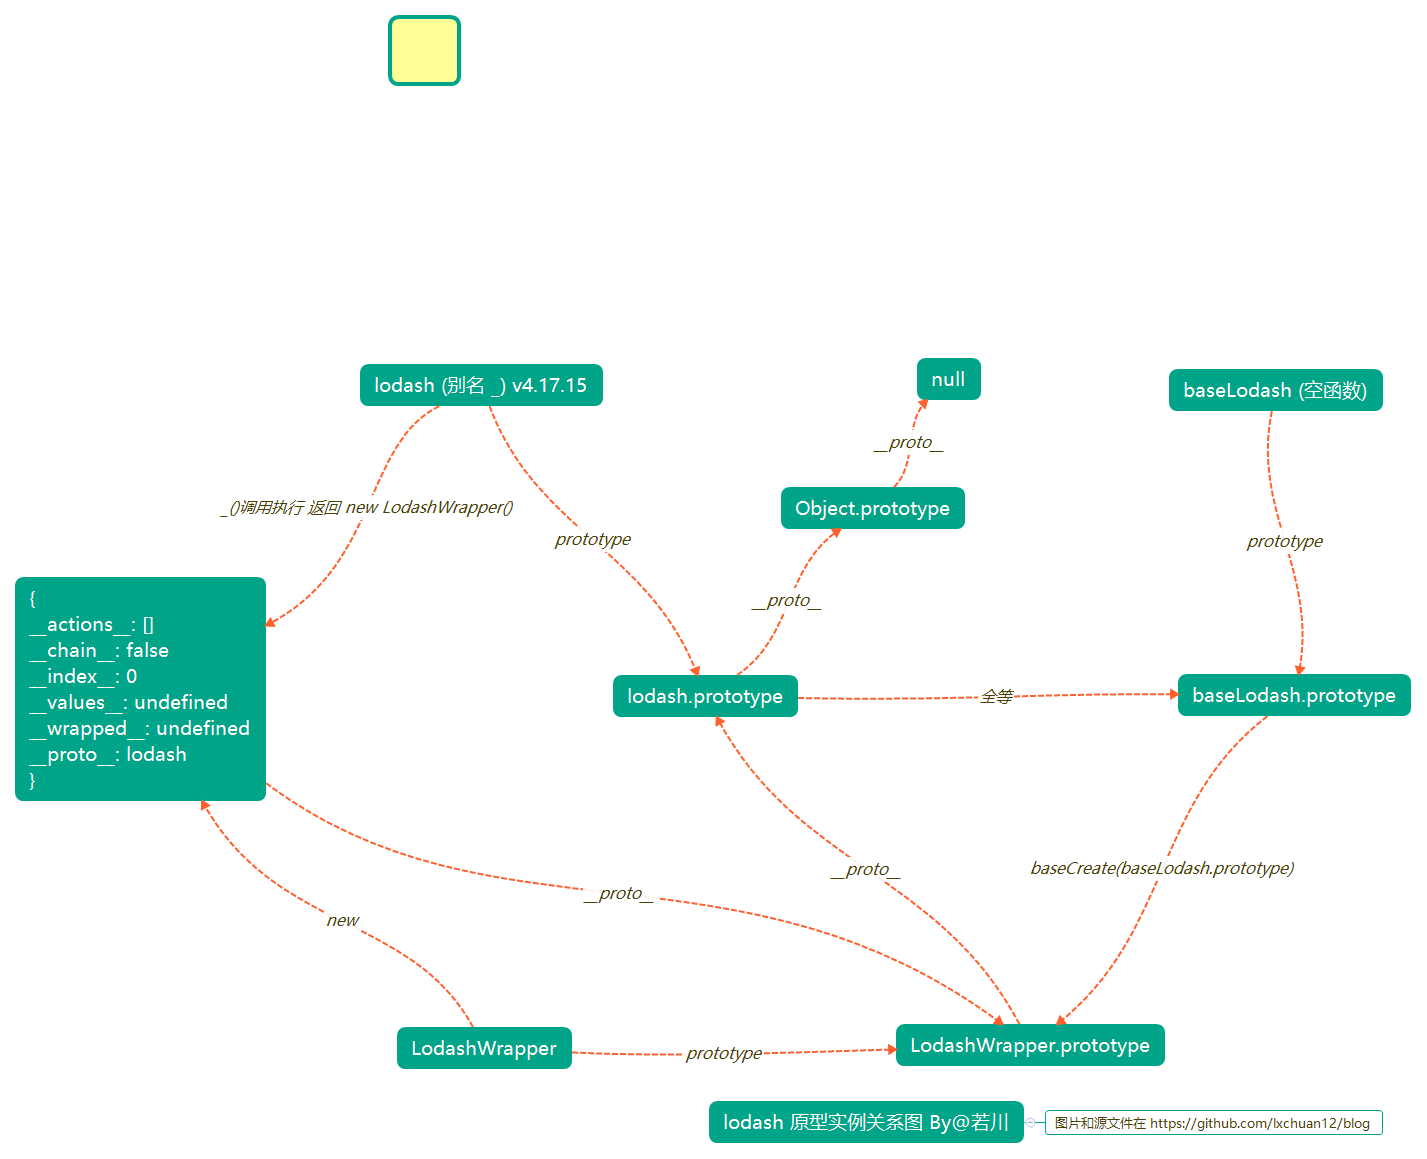 lodash (别名 _) v4.17.15
null
baseLodash (空函数)
__proto__
_()调用执行 返回 new LodashWrapper()
Object.prototype
prototype
prototype
{
__actions__: []
__chain__: false
__index__: 0
__values__: undefined
__wrapped__: undefined
__proto__: lodash
}
__proto__
lodash.prototype
全等
baseLodash.prototype
__proto__
baseCreate(baseLodash.prototype)
__proto__
new
LodashWrapper
prototype
LodashWrapper.prototype
lodash 原型实例关系图 By@若川
图片和源文件在 https://github.com/lxchuan12/blog